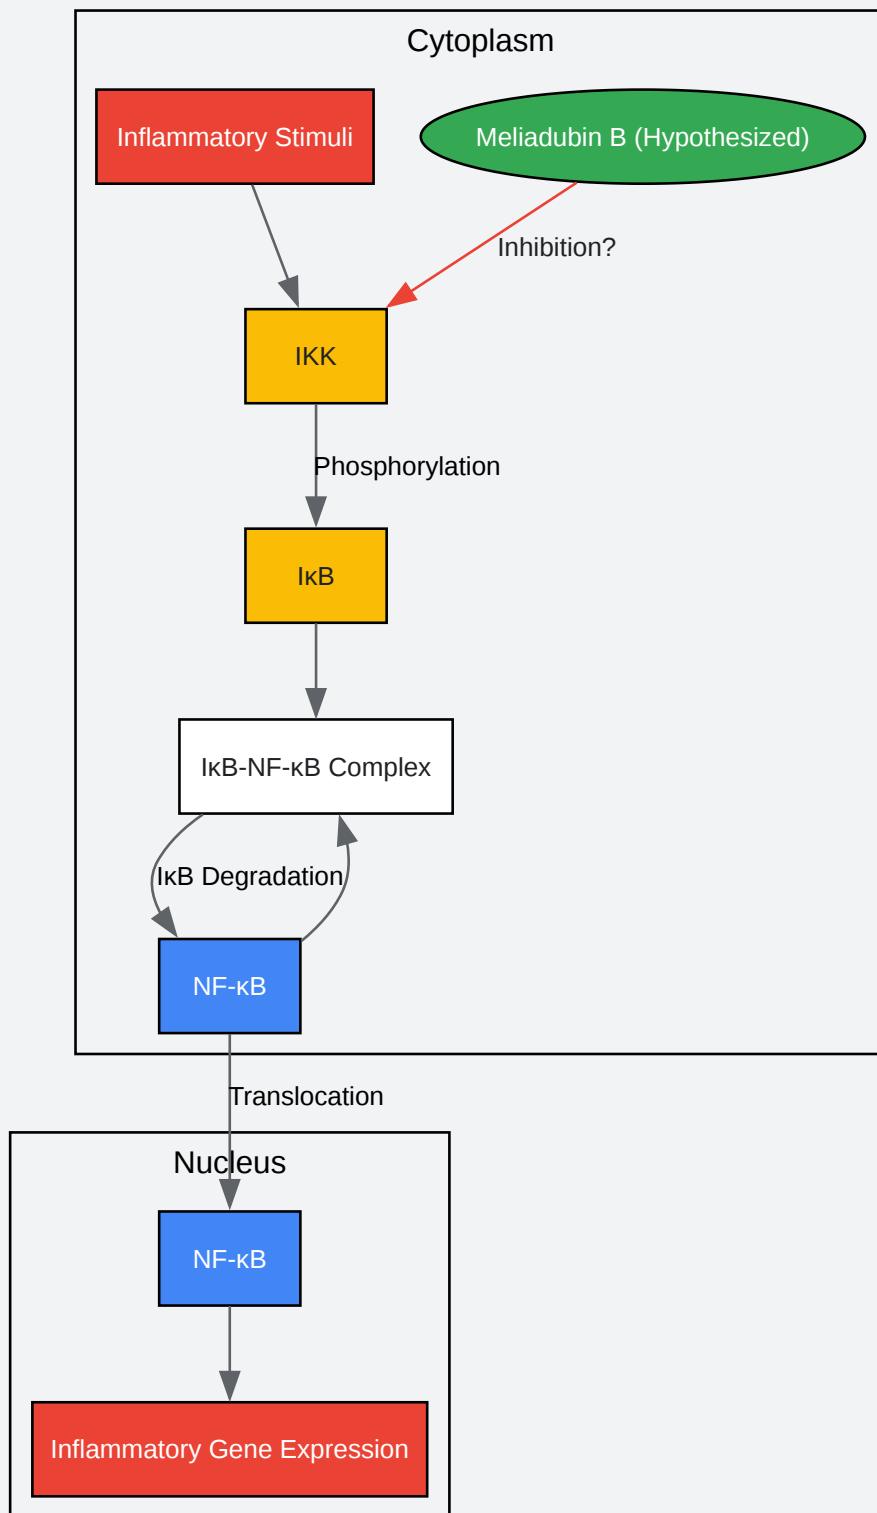 Cytoplasm
Inflammatory Stimuli
Meliadubin B (Hypothesized)
Inhibition?
IKK
Phosphorylation
IκB
IκB-NF-κB Complex
IκB Degradation
NF-κB
Translocation
Nucleus
NF-κB
Inflammatory Gene Expression